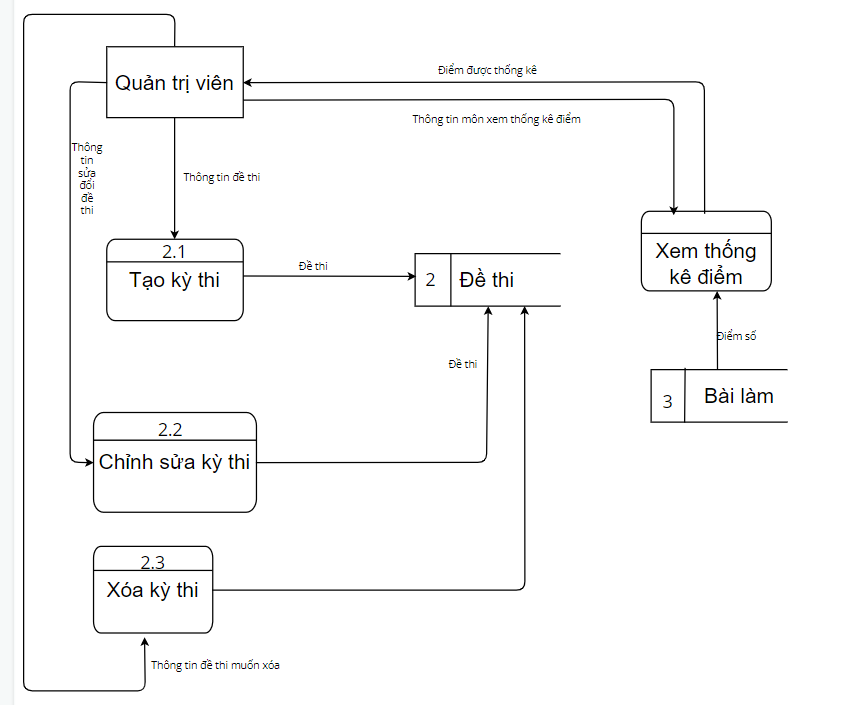 Quản trị viên
Điểm được thống kê
Thông tin môn xem thống kê điểm
Thông
tin
sửa
đổi
đề
thi
Thông tin đề thi
2.1
Tạo kỳ thi
Đề thi
2
Đề thi
Xem thống
kê điểm
Điểm số
3
Bài làm
Đề thi
2.2
Chỉnh sửa kỳ thi
2.3
Xóa kỳ thi
Thông tin đề thi muốn xóa